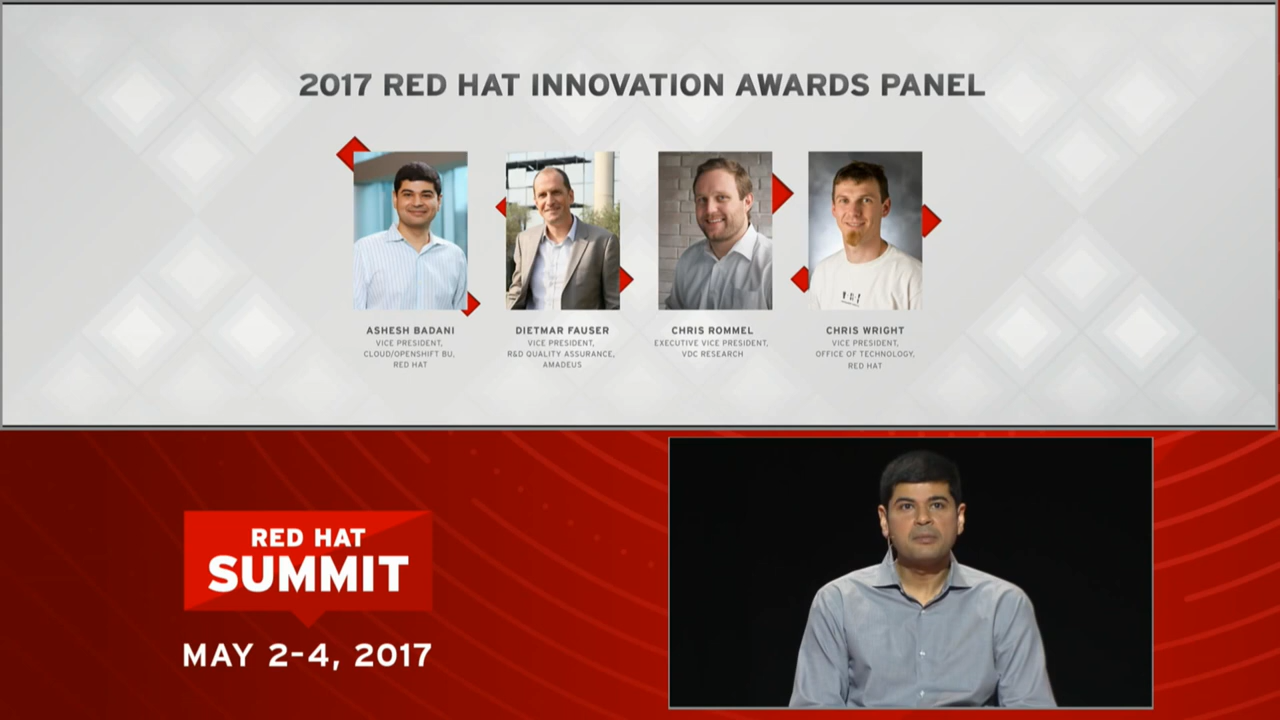 2017 RED HAT INNOVATION AWARDS PANEL
ASHESH BADANI
VICE PRESIDENT,
CLOUD/OPENSHIFT BU,
RED HAT
DIETMAR FAUSER
VICE PRESIDENT,
R&D QUALITY ASSURANCE,
AMADEUS
CHRIS ROMMEL
EXECUTIVE VICE PRESIDENT,
VDC RESEARCH
CHRIS WRIGHT
VICE PRESIDENT,
OFFICE OF TECHNOLOGY,
RED HAT
RED HAT
SUMMIT
MAY 2-4, 2017